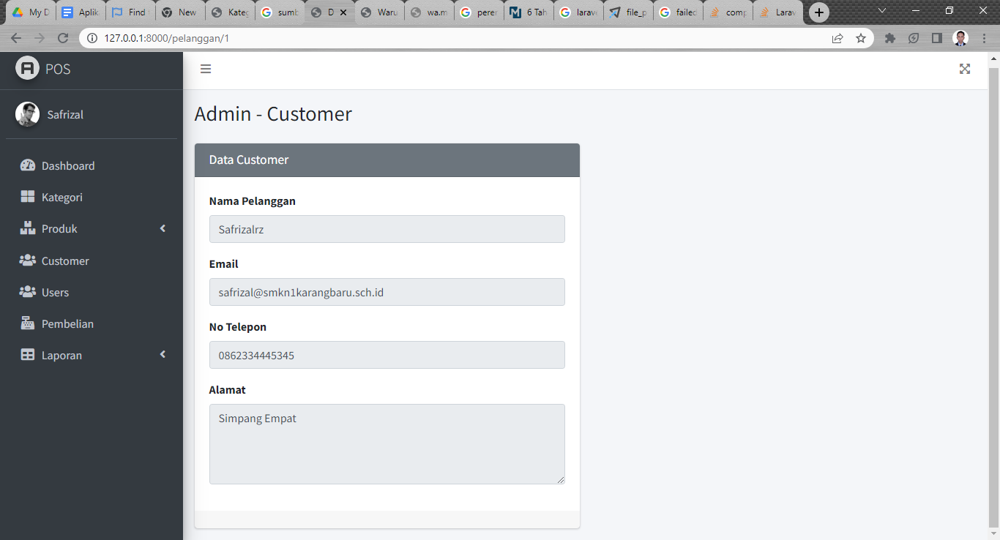 My D
Aplik
Find
New
Kateg
sumb
D
Waru
wa.m
perer
6 Tah
larav
file_p
failed
comp
Larav
127.0.0.1:8000/pelanggan/1
POS
Safrizal
Dashboard
Kategori
Produk
Customer
Users
Pembelian
Laporan
Admin - Customer
Data Customer
Nama Pelanggan
Safrizalrz
Email
safrizal@smkn1karangbaru.sch.id
No Telepon
0862334445345
Alamat
Simpang Empat